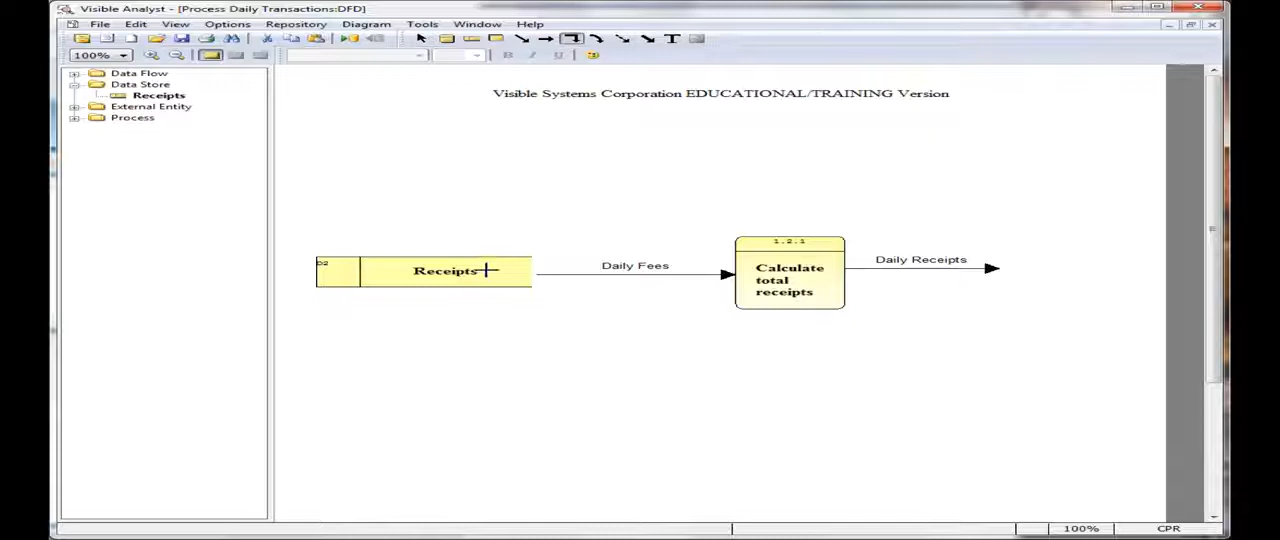 Visible Analyst - [Process Daily Transactions:DFD]
File Edit View Options Repository Diagram Tools Window Help
T
100% B I U
Data Flow
Data Store
Receipts
External Entity
Process
Visible Systems Corporation EDUCATIONAL/TRAINING Version
D2
Receipts
Daily Fees
1.2.1
Calculate
total
receipts
Daily Receipts
100% CPR